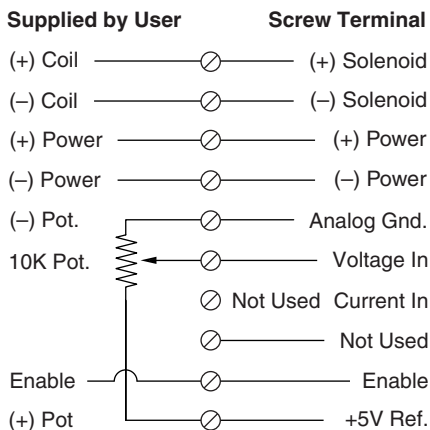 Supplied by User Screw Terminal
(+) Coil (+) Solenoid
(–) Coil (–) Solenoid
(+) Power (+) Power
(–) Power (–) Power
(–) Pot. Analog Gnd.
10K Pot. Voltage In
Not Used Current In
Not Used
Enable Enable
(+) Pot +5V Ref.